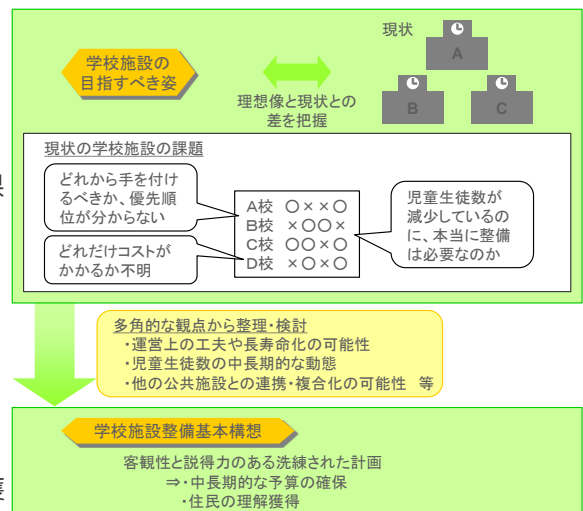 現状
学校施設の
目指すべき姿
A
B
C
理想像と現状との
差を把握
現状の学校施設の課題
どれから手を付け
るべきか、優先順
位が分からない
どれだけコストが
かかるか不明
A校 ○××○
B校 ×○○×
C校 ○○×○
D校 ×○×○
児童生徒数が
減少しているの
に、本当に整備
は必要なのか
多角的な観点から整理・検討
・運営上の工夫や長寿命化の可能性
・児童生徒数の中長期的な動態
・他の公共施設との連携・複合化の可能性 等
学校施設整備基本構想
客観性と説得力のある洗練された計画
⇒・中長期的な予算の確保
・住民の理解獲得